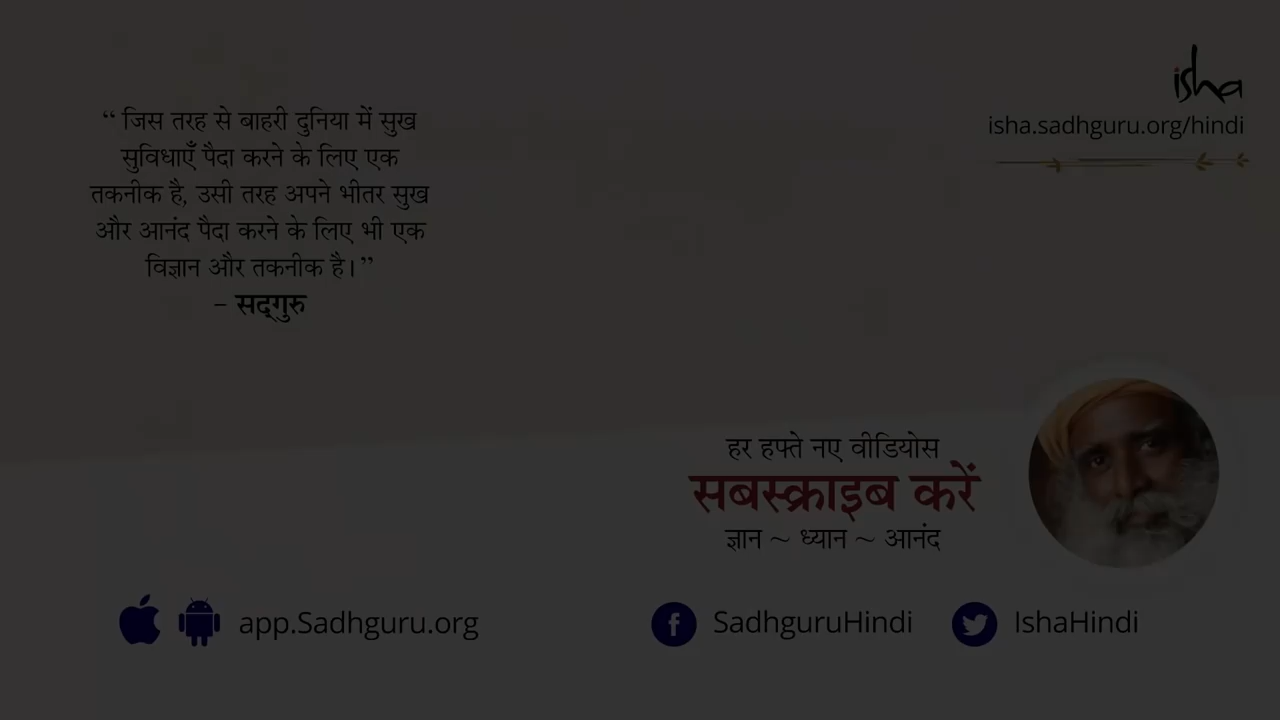 “ जिस तरह से बाहरी दुनिया में सुख
सुविधाएँ पैदा करने के लिए एक
तकनीक है, उसी तरह अपने भीतर सुख
और आनंद पैदा करने के लिए भी एक
विज्ञान और तकनीक है।”
– सद्‌गुरु
isha
isha.sadhguru.org/hindi
हर हफ्ते नए वीडियोस
सबस्क्राइब करें
ज्ञान ~ ध्यान ~ आनंद
app.Sadhguru.org
SadhguruHindi
IshaHindi